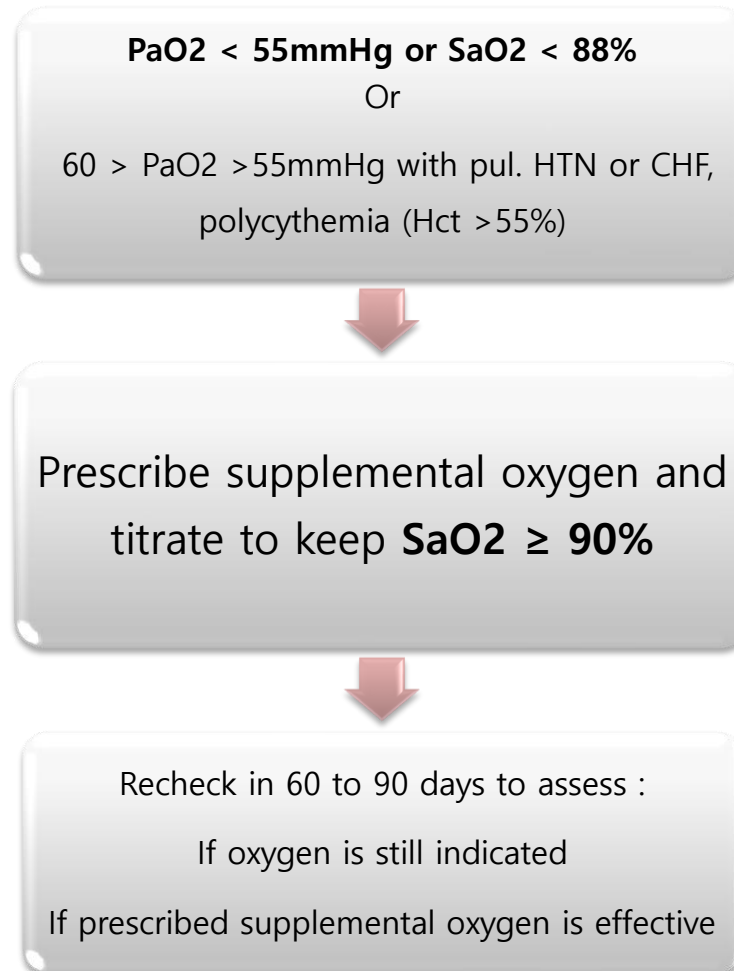 PaO2 < 55mmHg or SaO2 < 88%
Or
60 > PaO2 >55mmHg with pul. HTN or CHF,
polycythemia (Hct >55%)
Prescribe supplemental oxygen and
titrate to keep SaO2 ≥ 90%
Recheck in 60 to 90 days to assess :
If oxygen is still indicated
If prescribed supplemental oxygen is effective